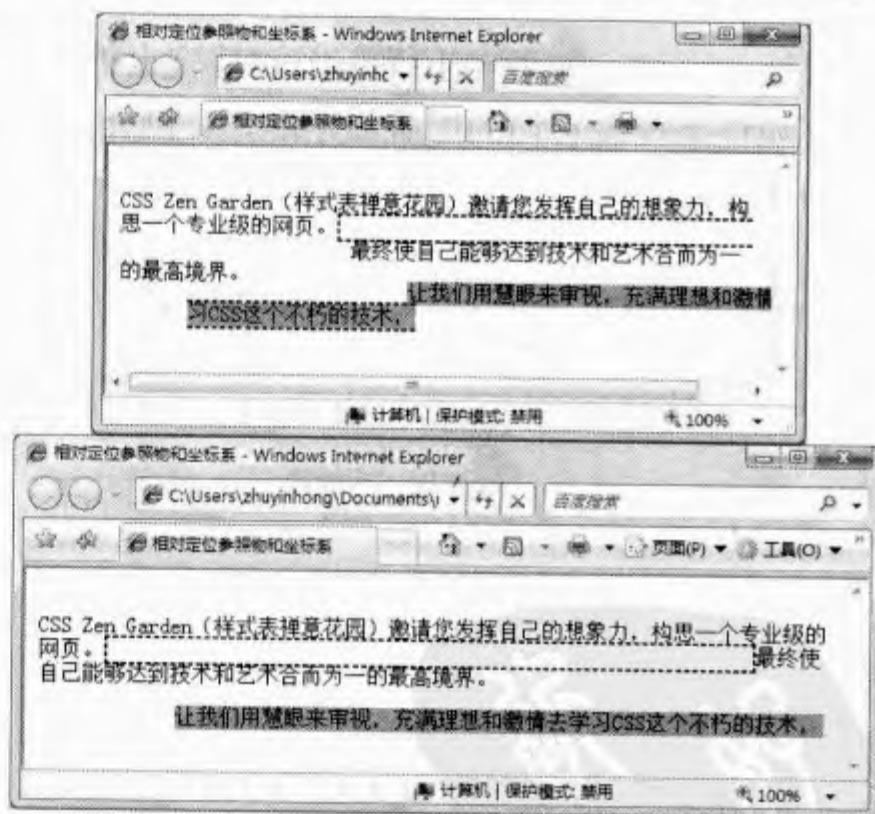 相对定位参照物和坐标系 - Windows Internet Explorer
C:\Users\zhuyinhc 百度搜索
相对定位参照物和坐标系
CSS Zen Garden（样式表禅意花园）邀请您发挥自己的想象力，构
思一个专业级的网页。
最终使自己能够达到技术和艺术合而为一
的最高境界。
让我们用慧眼来审视，充满理想和激情
习CSS这个不朽的技术，
计算机 | 保护模式: 禁用 100%
相对定位参照物和坐标系 - Windows Internet Explorer
C:\Users\zhuyinhong\Documents\ 百度搜索
相对定位参照物和坐标系 页面(P) 工具(O)
CSS Zen Garden（样式表禅意花园）邀请您发挥自己的想象力，构思一个专业级的
网页。 最终使
自己能够达到技术和艺术合而为一的最高境界。
让我们用慧眼来审视，充满理想和激情去学习CSS这个不朽的技术，
计算机 | 保护模式: 禁用 100%